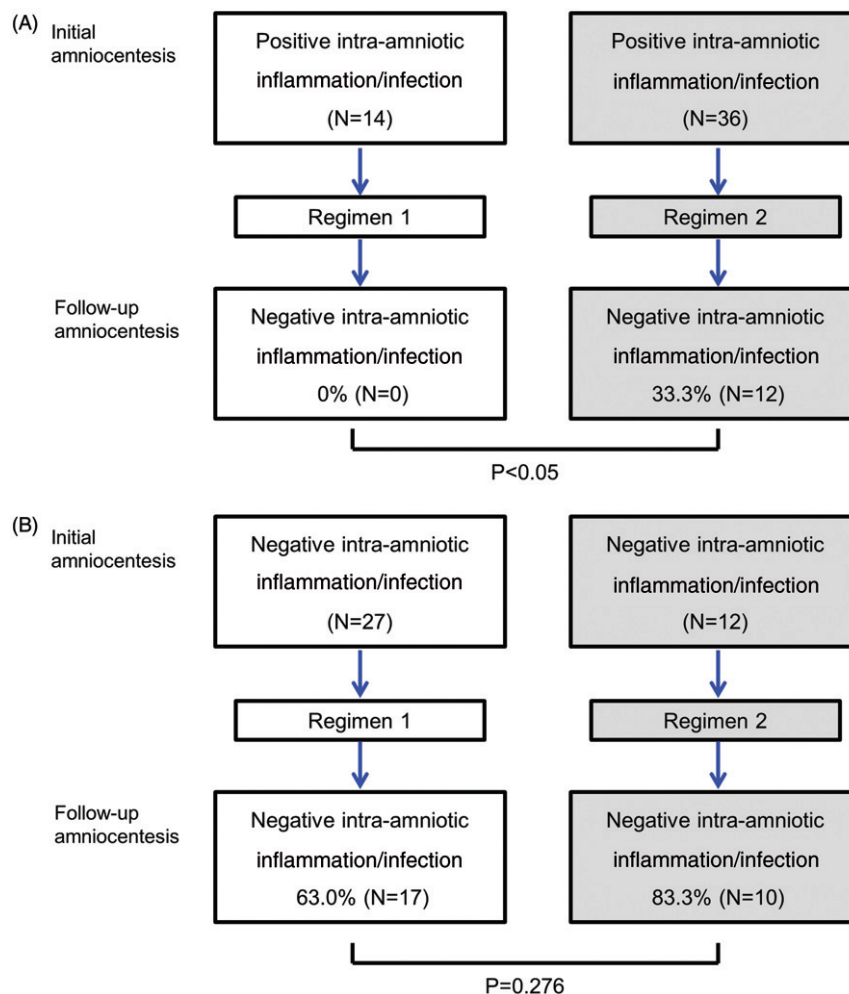 (A)
Initial
amniocentesis
Positive intra-amniotic
inflammation/infection
(N=14)
Positive intra-amniotic
inflammation/infection
(N=36)
Regimen 1
Regimen 2
Follow-up
amniocentesis
Negative intra-amniotic
inflammation/infection
0% (N=0)
Negative intra-amniotic
inflammation/infection
33.3% (N=12)
P<0.05
(B)
Initial
amniocentesis
Negative intra-amniotic
inflammation/infection
(N=27)
Negative intra-amniotic
inflammation/infection
(N=12)
Regimen 1
Regimen 2
Follow-up
amniocentesis
Negative intra-amniotic
inflammation/infection
63.0% (N=17)
Negative intra-amniotic
inflammation/infection
83.3% (N=10)
P=0.276